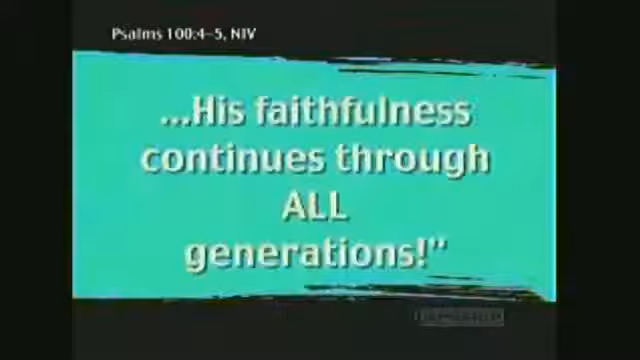 Psalms 100:4-5, NIV
...His faithfulness
continues through
ALL
generations!"